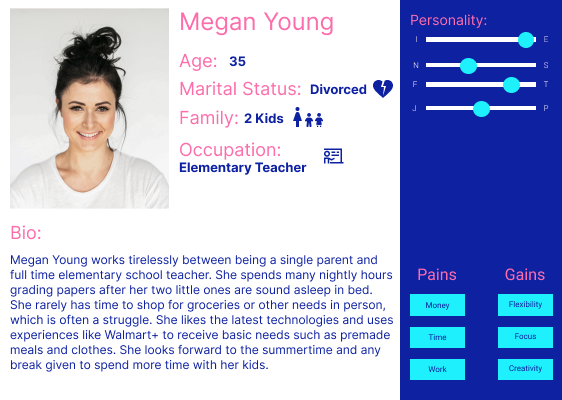 Megan Young
Age: 35
Marital Status: Divorced
Family: 2 Kids
Occupation:
Elementary Teacher
Bio:
Megan Young works tirelessly between being a single parent and
full time elementary school teacher. She spends many nightly hours
grading papers after her two little ones are sound asleep in bed.
She rarely has time to shop for groceries or other needs in person,
which is often a struggle. She likes the latest technologies and uses
experiences like Walmart+ to receive basic needs such as premade
meals and clothes. She looks forward to the summertime and any
break given to spend more time with her kids.
Personality:
I E
N S
F T
J P
Pains Gains
Money Flexibility
Time Focus
Work Creativity